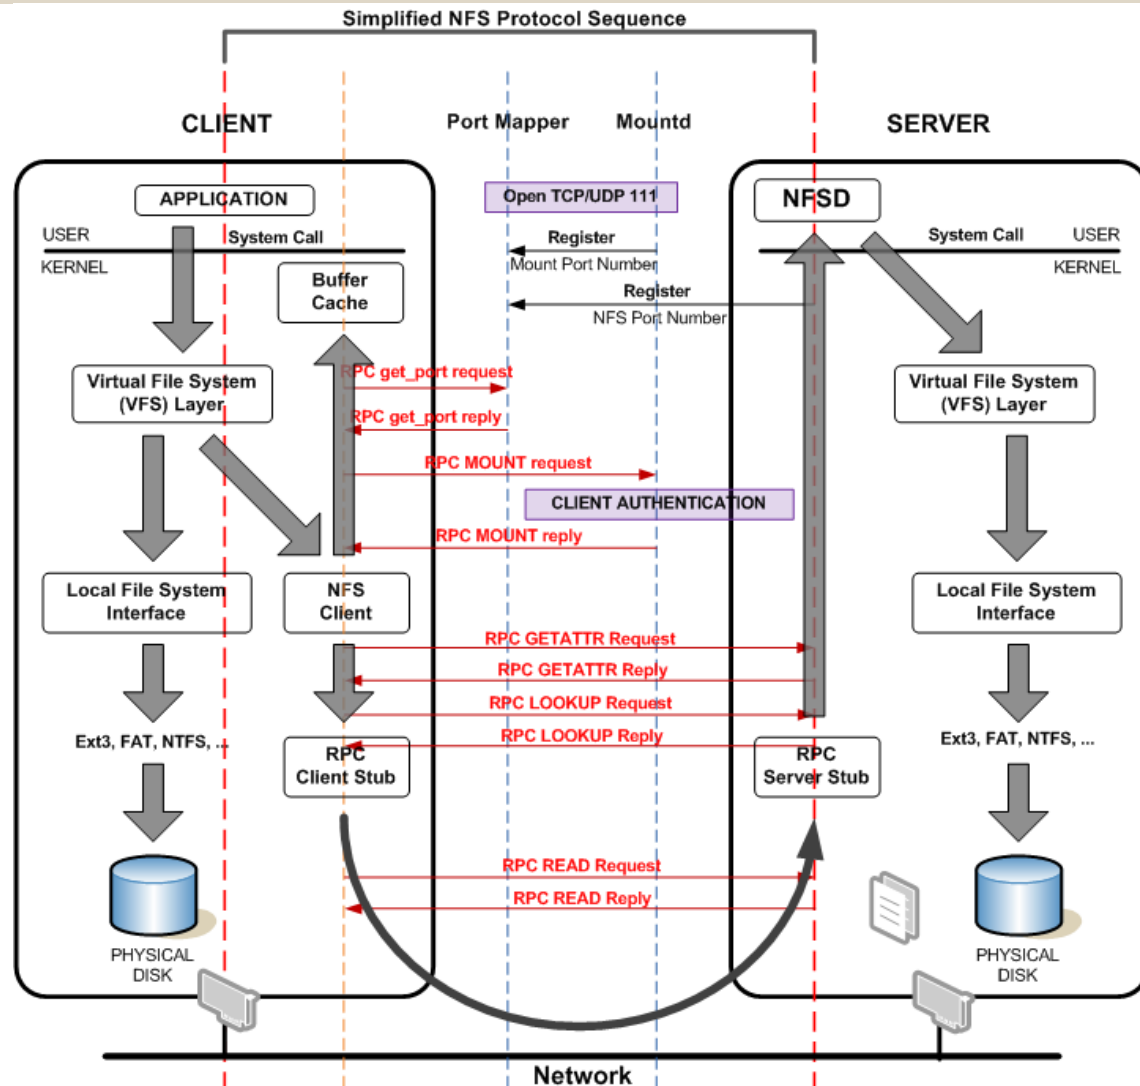 Simplified NFS Protocol Sequence
CLIENT
Port Mapper
Mountd
SERVER
APPLICATION
Open TCP/UDP 111
NFSD
USER
System Call
Register
System Call
USER
KERNEL
Mount Port Number
KERNEL
Buffer
Cache
Register
NFS Port Number
RPC get_port request
Virtual File System
(VFS) Layer
Virtual File System
(VFS) Layer
RPC get_port reply
RPC MOUNT request
CLIENT AUTHENTICATION
RPC MOUNT reply
Local File System
Interface
NFS
Client
Local File System
Interface
RPC GETATTR Request
RPC GETATTR Reply
RPC LOOKUP Request
RPC LOOKUP Reply
Ext3, FAT, NTFS, ...
Ext3, FAT, NTFS, ...
RPC
Client Stub
RPC
Server Stub
RPC READ Request
RPC READ Reply
PHYSICAL
DISK
PHYSICAL
DISK
Network